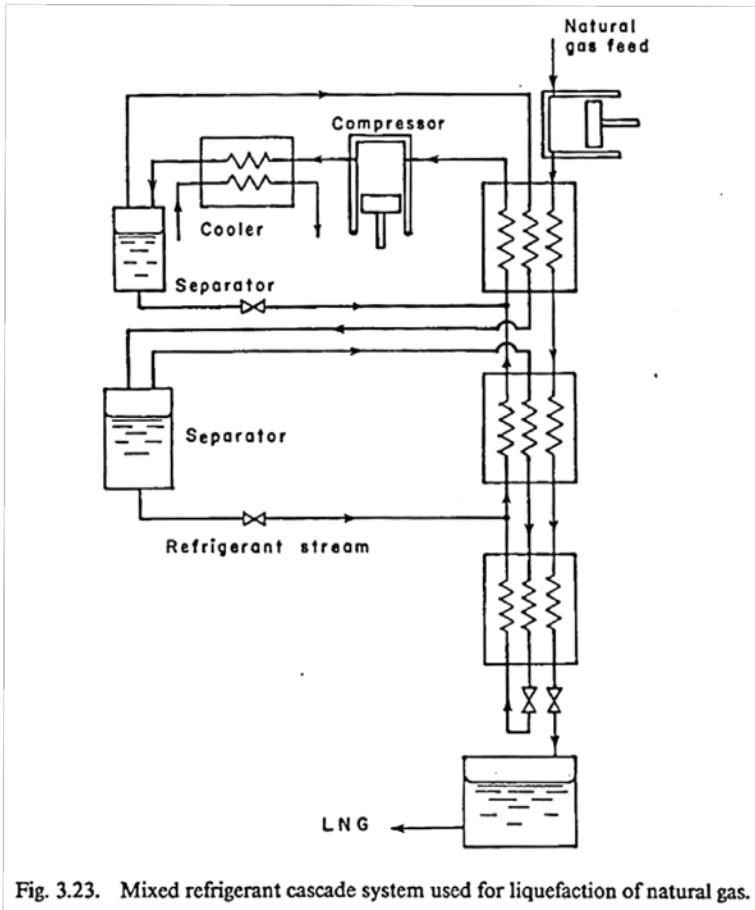 Natural
gas feed
Compressor
Cooler
Separator
Separator
Refrigerant stream
LNG
Fig. 3.23. Mixed refrigerant cascade system used for liquefaction of natural gas.